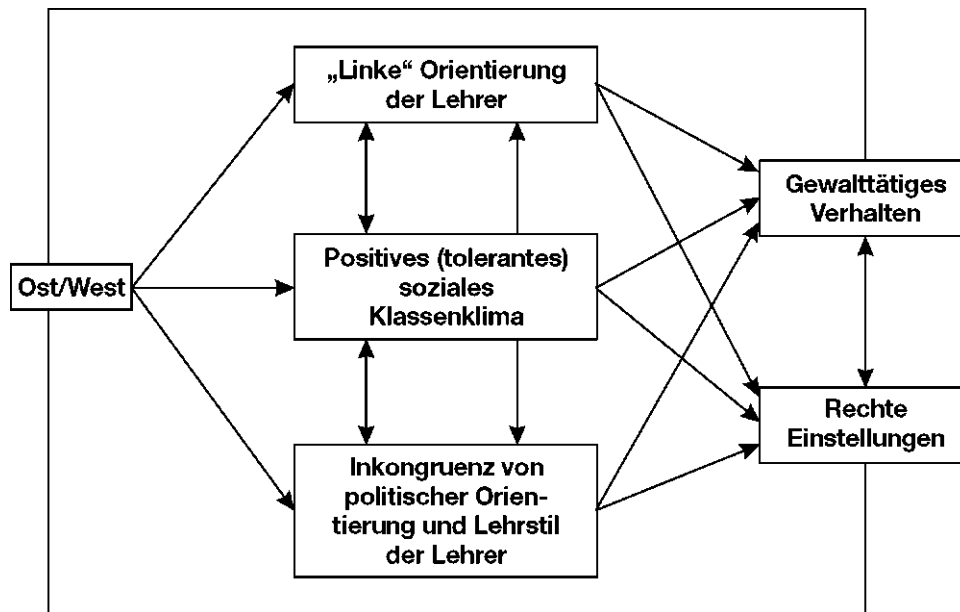 „Linke“ Orientierung
der Lehrer
Gewalttätiges
Verhalten
Positives (tolerantes)
soziales
Klassenklima
Ost/West
Rechte
Einstellungen
Inkongruenz von
politischer Orien-
tierung und Lehrstil
der Lehrer